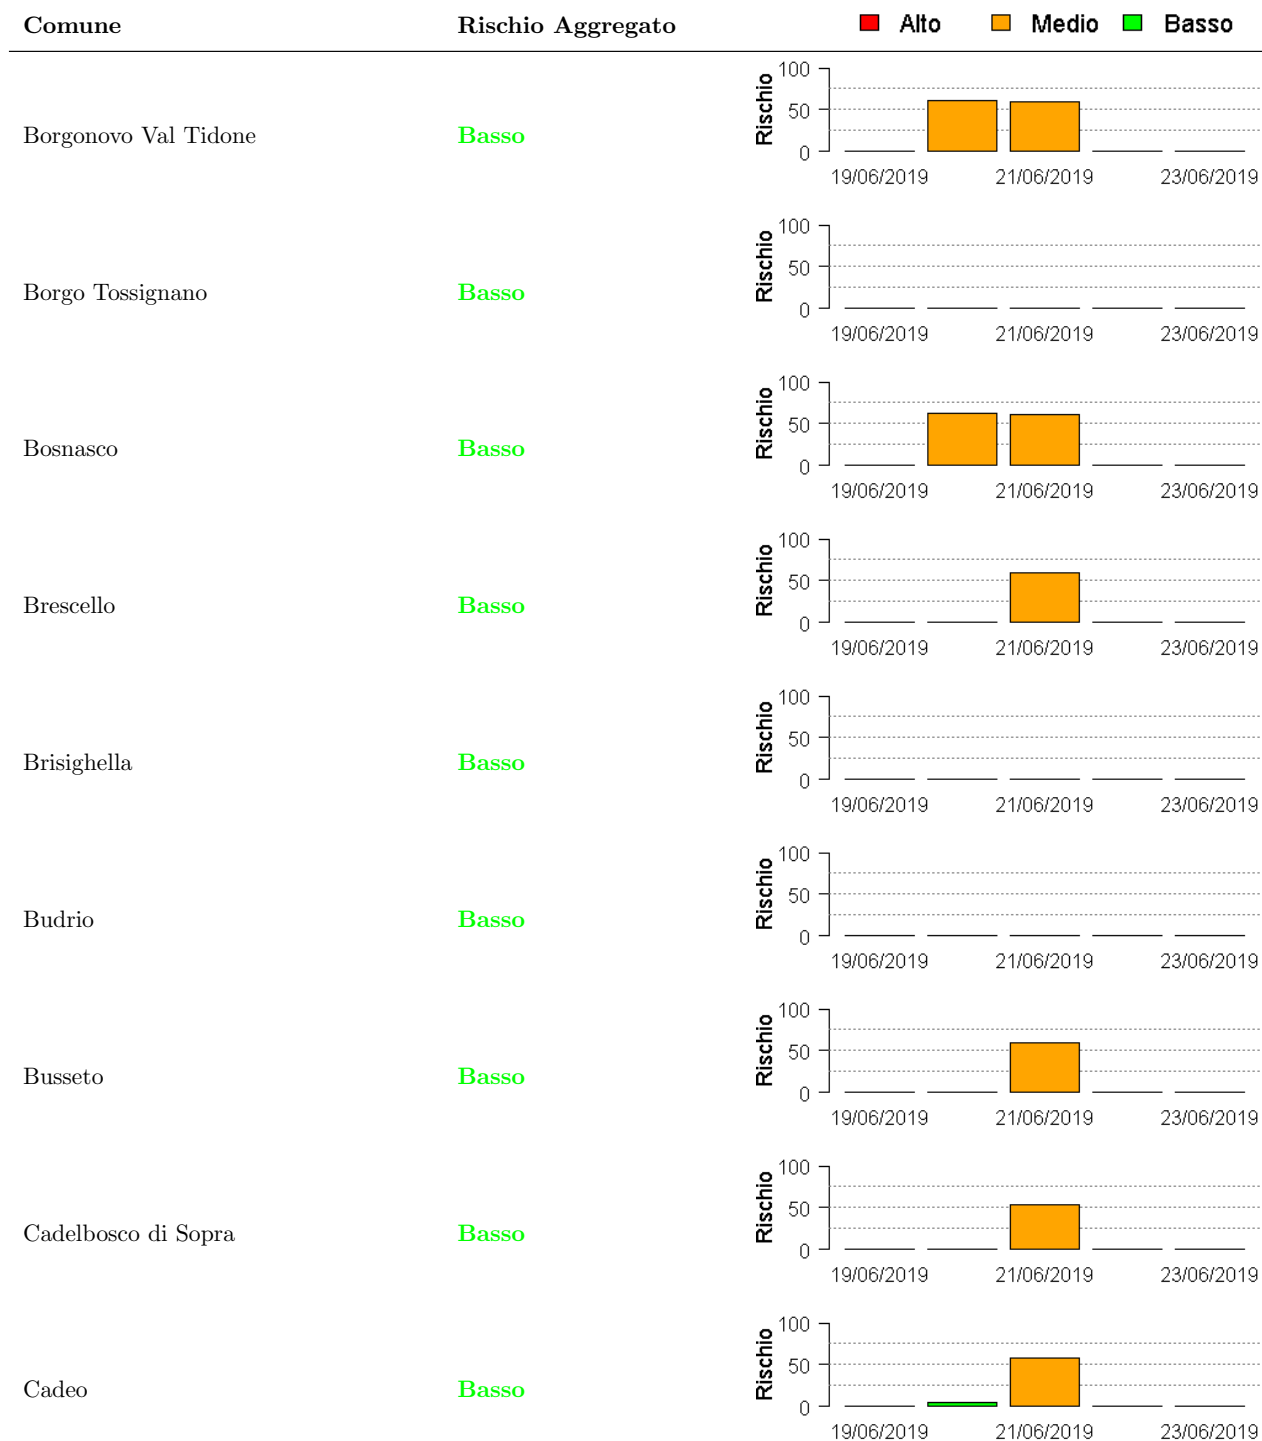 Comune Rischio Aggregato Alto Medio Basso
Borgonovo Val Tidone Basso Rischio
100
50
0
19/06/2019 21/06/2019 23/06/2019
Borgo Tossignano Basso Rischio
100
50
0
19/06/2019 21/06/2019 23/06/2019
Bosnasco Basso Rischio
100
50
0
19/06/2019 21/06/2019 23/06/2019
Brescello Basso Rischio
100
50
0
19/06/2019 21/06/2019 23/06/2019
Brisighella Basso Rischio
100
50
0
19/06/2019 21/06/2019 23/06/2019
Budrio Basso Rischio
100
50
0
19/06/2019 21/06/2019 23/06/2019
Busseto Basso Rischio
100
50
0
19/06/2019 21/06/2019 23/06/2019
Cadelbosco di Sopra Basso Rischio
100
50
0
19/06/2019 21/06/2019 23/06/2019
Cadeo Basso Rischio
100
50
0
19/06/2019 21/06/2019 23/06/2019